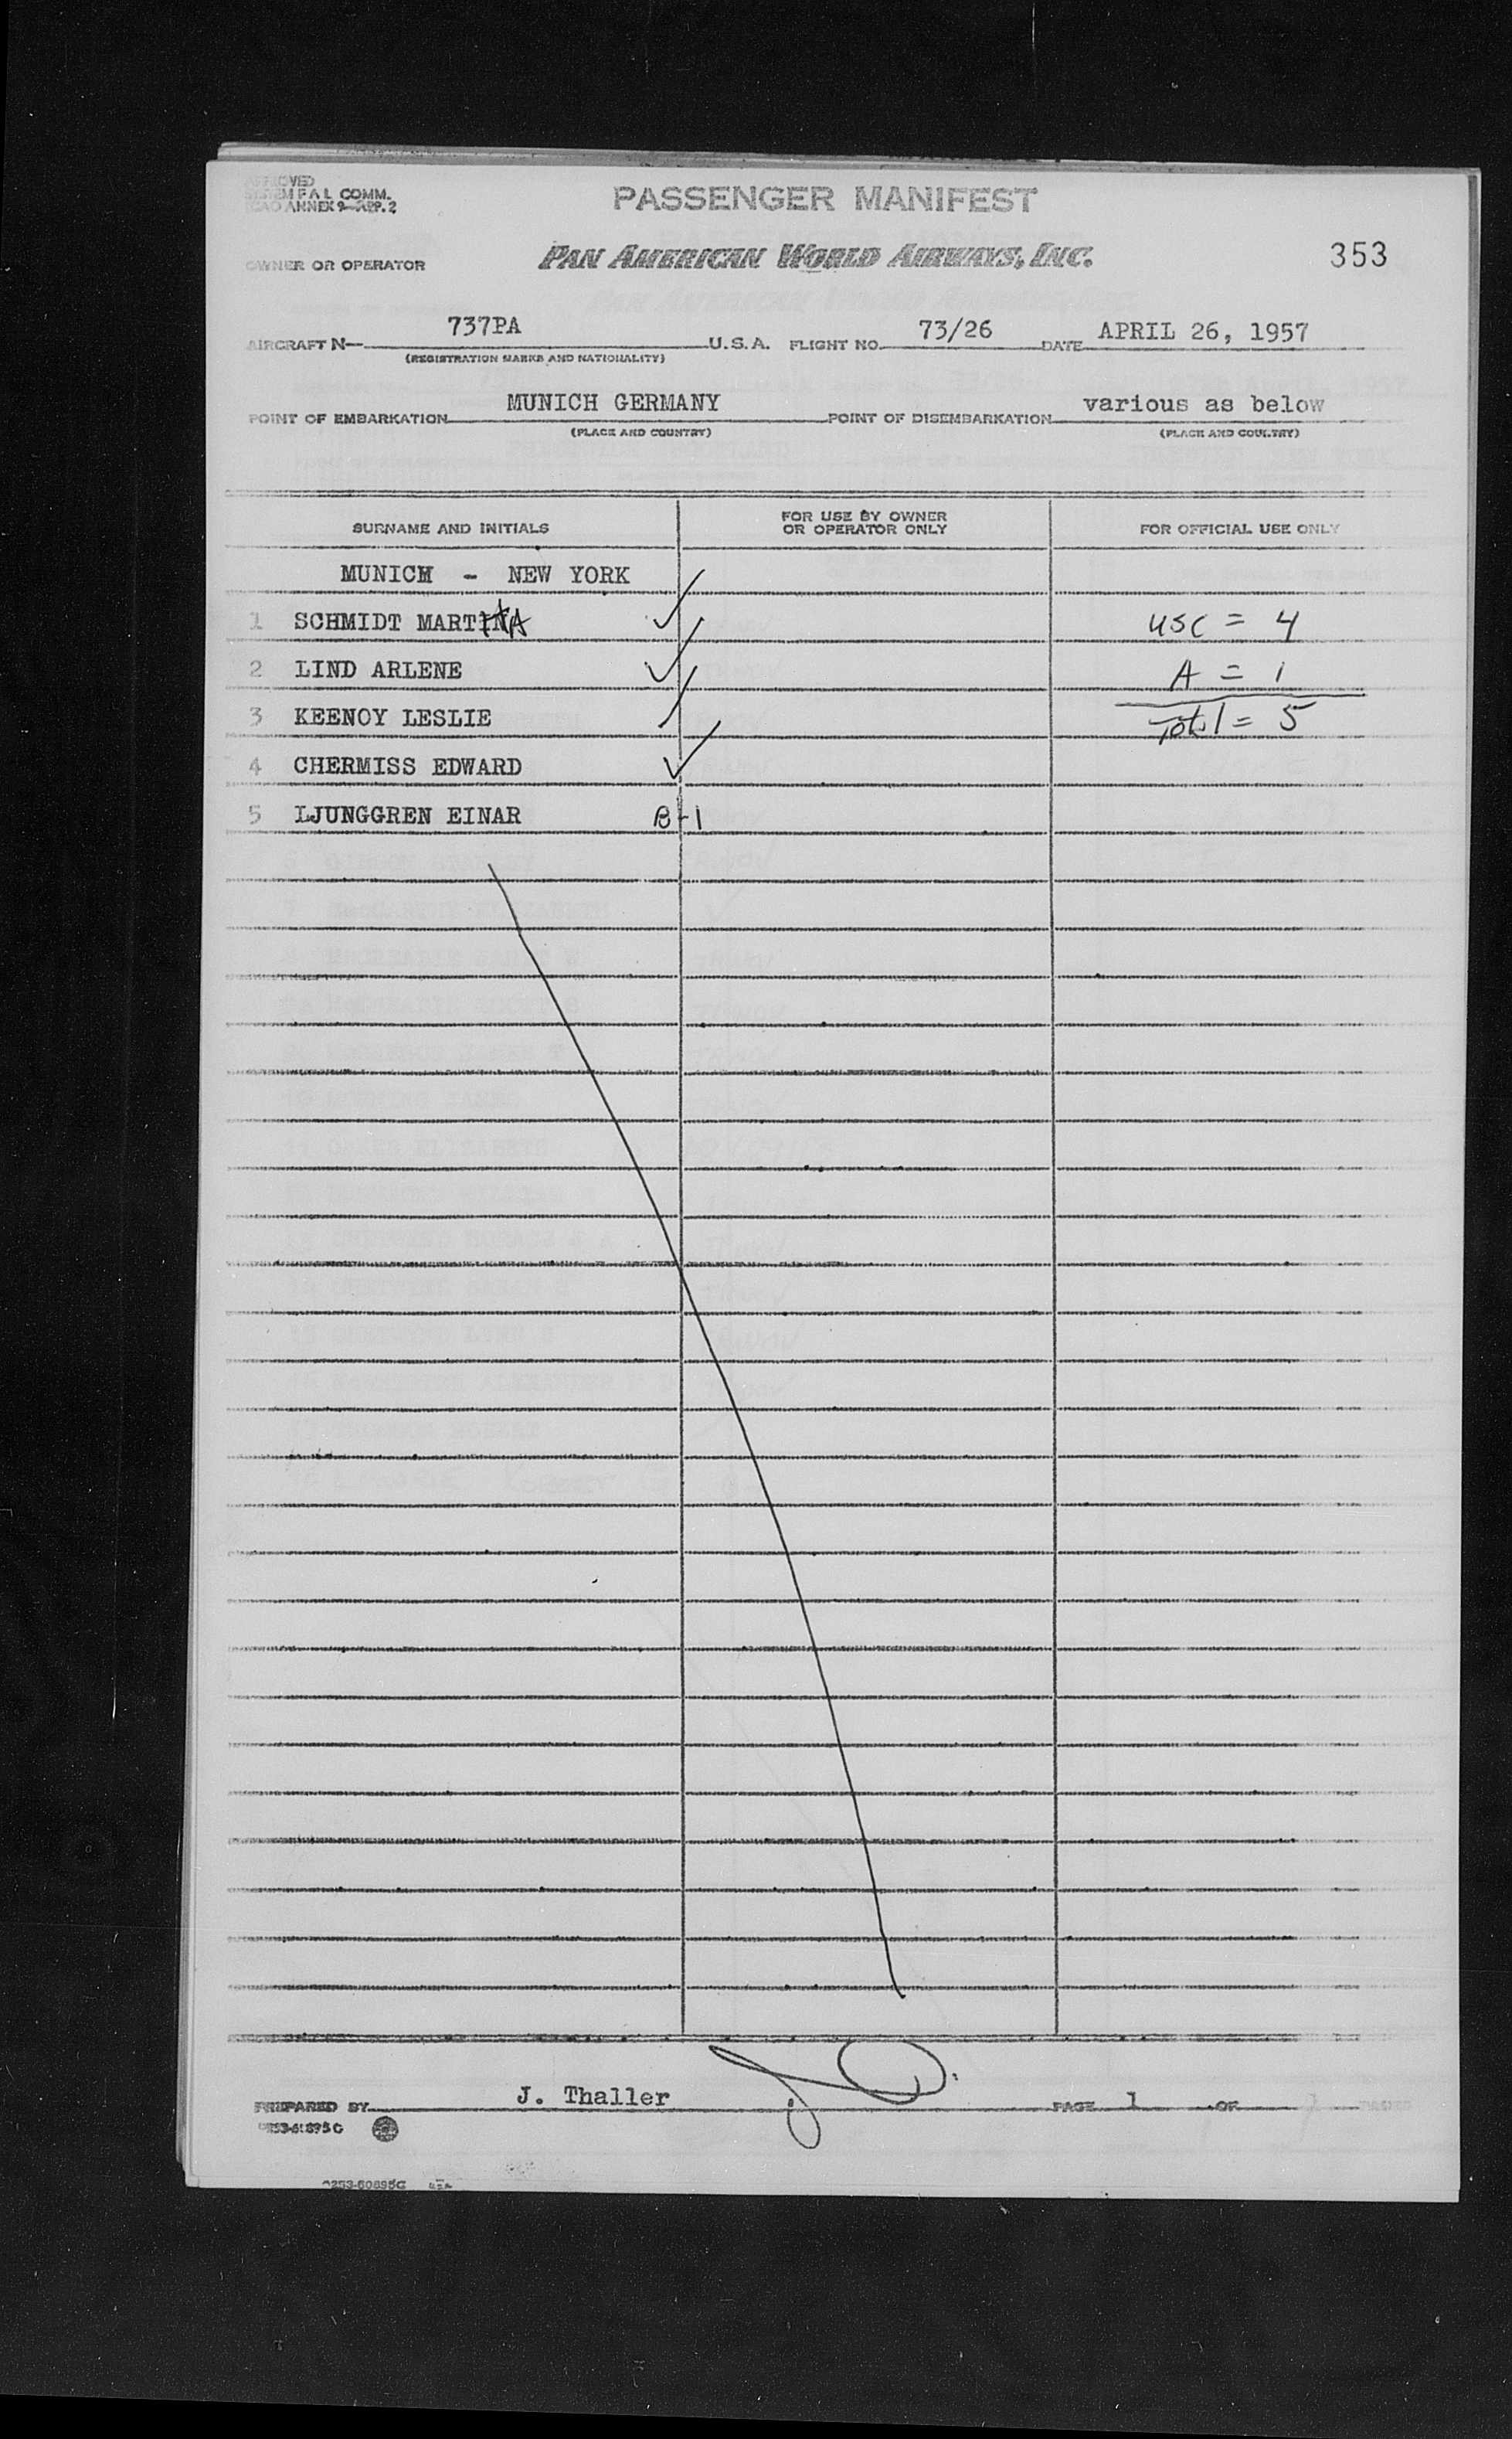 APPROVED
SYSTEM F A L COMM.
ICAO ANNEX 9—APP. 2
PASSENGER MANIFEST
OWNER OR OPERATOR PAN AMERICAN WORLD AIRWAYS, INC. 353
AIRCRAFT N— 737PA U.S.A. FLIGHT NO. 73/26 DATE APRIL 26, 1957
(REGISTRATION MARKS AND NATIONALITY)
POINT OF EMBARKATION MUNICH GERMANY POINT OF DISEMBARKATION various as below
(PLACE AND COUNTRY) (PLACE AND COUNTRY)
SURNAME AND INITIALS FOR USE BY OWNER OR OPERATOR ONLY FOR OFFICIAL USE ONLY
MUNICH - NEW YORK
1 SCHMIDT MARTHA ✓ USC = 4
2 LIND ARLENE ✓ A = 1
3 KEENOY LESLIE / Total = 5
4 CHERMISS EDWARD ✓
5 LJUNGGREN EINAR B-1
PREPARED BY J. Thaller PAGE 1 OF PAGES